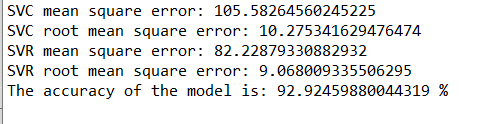 SVC mean square error: 105.58264560245225
SVC root mean square error: 10.275341629476474
SVR mean square error: 82.22879330882932
SVR root mean square error: 9.068009335506295
The accuracy of the model is: 92.92459880044319 %